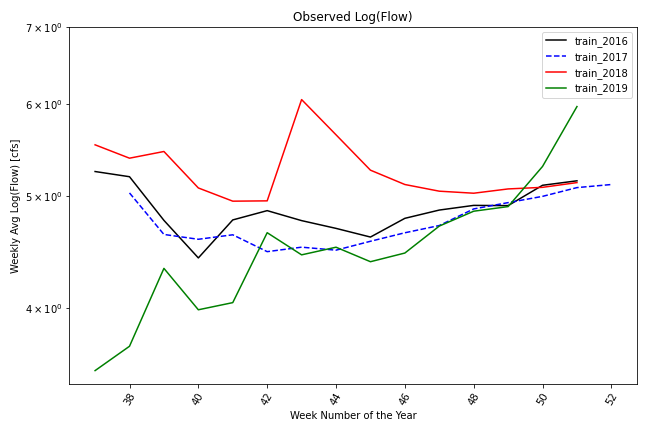 Observed Log(Flow)
7 × 10⁰
6 × 10⁰
5 × 10⁰
4 × 10⁰
Weekly Avg Log(Flow) [cfs]
train_2016
train_2017
train_2018
train_2019
38 40 42 44 46 48 50 52
Week Number of the Year